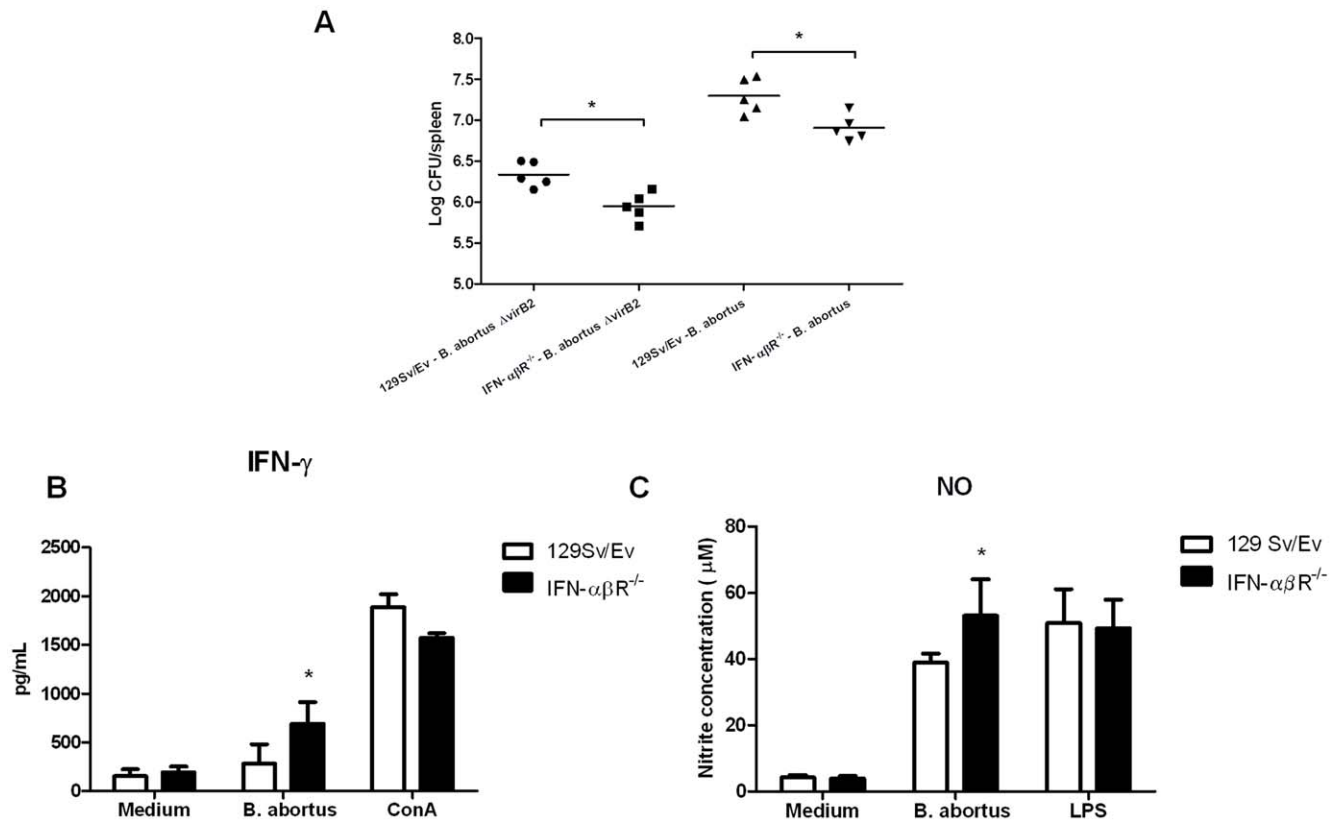 A
*
*
8.0
7.5
7.0
6.5
6.0
5.5
5.0
Log CFU/spleen
129Sv/Ev - B. abortus ΔvirB2
IFN-αβR-/- - B. abortus ΔvirB2
129Sv/Ev -B. abortus
IFN-αβR-/- - B. abortus
IFN-γ
B
2500
2000
1500
1000
500
0
pg/mL
*
Medium
B. abortus
ConA
129Sv/Ev
IFN-αβR-/-
C
NO
80
60
40
20
0
Nitrite concentration ( μM)
*
Medium
B. abortus
LPS
129 Sv/Ev
IFN-αβR-/-